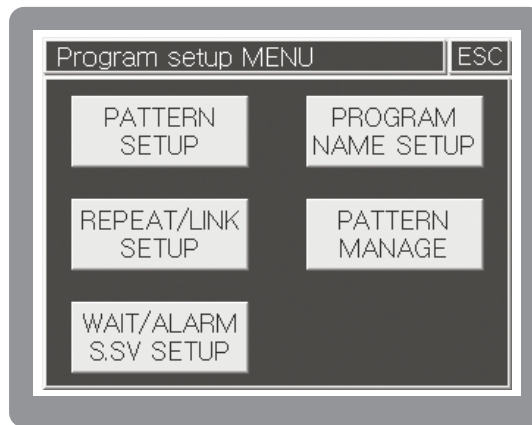 Program setup MENU ESC
PATTERN
SETUP
PROGRAM
NAME SETUP
REPEAT/LINK
SETUP
PATTERN
MANAGE
WAIT/ALARM
S.SV SETUP